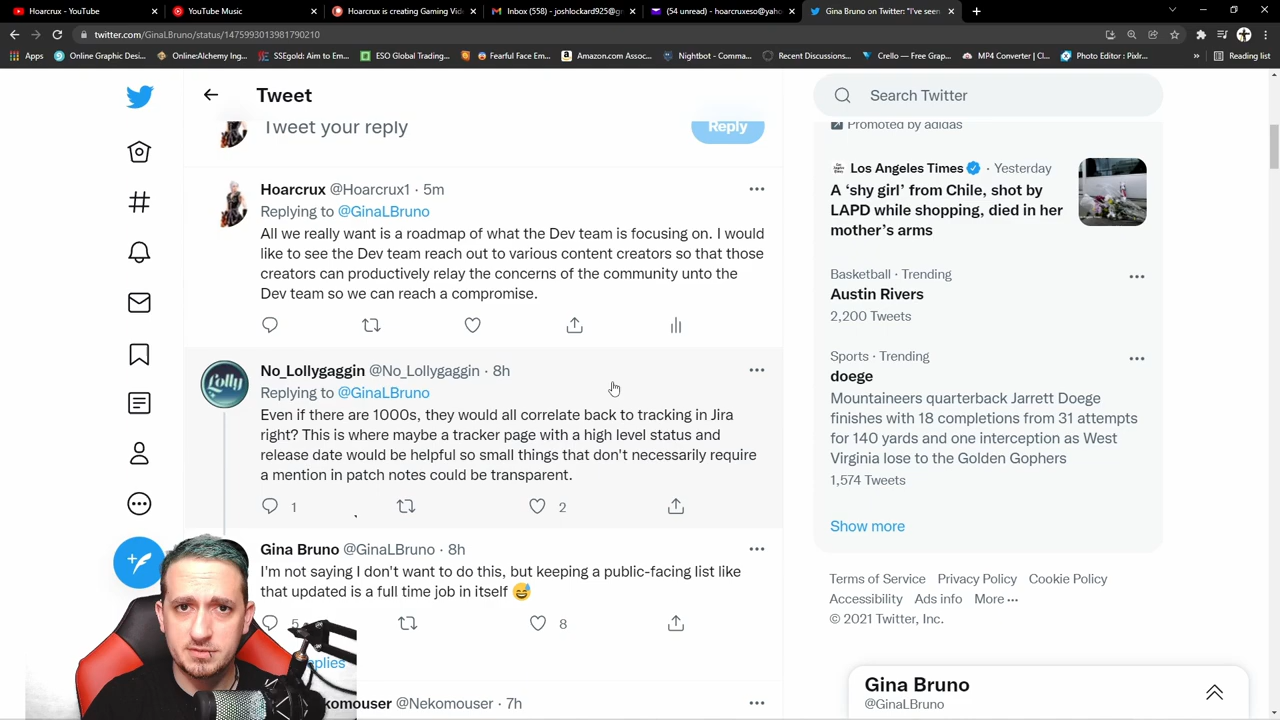 Hoarcrux - YouTube
YouTube Music
Hoarcrux is creating Gaming Vide
Inbox (558) - joshlockard925@gr
(54 unread) - hoarcruxeso@yaho
Gina Bruno on Twitter: "I've seen
twitter.com/GinaLBruno/status/1475993013981790210
Apps
Online Graphic Desi...
OnlineAlchemy Ing...
SSEgold: Aim to Em...
ESO Global Trading...
Fearful Face Em...
Amazon.com Assoc...
Nightbot - Comma...
Recent Discussions...
Crello — Free Grap...
MP4 Converter | Cl...
Photo Editor : Pixlr...
Reading list
Tweet
Search Twitter
Tweet your reply
Reply
Promoted by adidas
Hoarcrux @Hoarcrux1 · 5m
Replying to @GinaLBruno
All we really want is a roadmap of what the Dev team is focusing on. I would
like to see the Dev team reach out to various content creators so that those
creators can productively relay the concerns of the community unto the
Dev team so we can reach a compromise.
Los Angeles Times · Yesterday
A ‘shy girl’ from Chile, shot by
LAPD while shopping, died in her
mother’s arms
Basketball · Trending
Austin Rivers
2,200 Tweets
Sports · Trending
doege
Mountaineers quarterback Jarrett Doege
finishes with 18 completions from 31 attempts
for 140 yards and one interception as West
Virginia lose to the Golden Gophers
1,574 Tweets
Show more
Lolly
No_Lollygaggin @No_Lollygaggin · 8h
Replying to @GinaLBruno
Even if there are 1000s, they would all correlate back to tracking in Jira
right? This is where maybe a tracker page with a high level status and
release date would be helpful so small things that don't necessarily require
a mention in patch notes could be transparent.
1
2
Gina Bruno @GinaLBruno · 8h
I'm not saying I don't want to do this, but keeping a public-facing list like
that updated is a full time job in itself 😅
5
8
eplies
komouser @Nekomouser · 7h
Terms of Service Privacy Policy Cookie Policy
Accessibility Ads info More ···
© 2021 Twitter, Inc.
Gina Bruno
@GinaLBruno